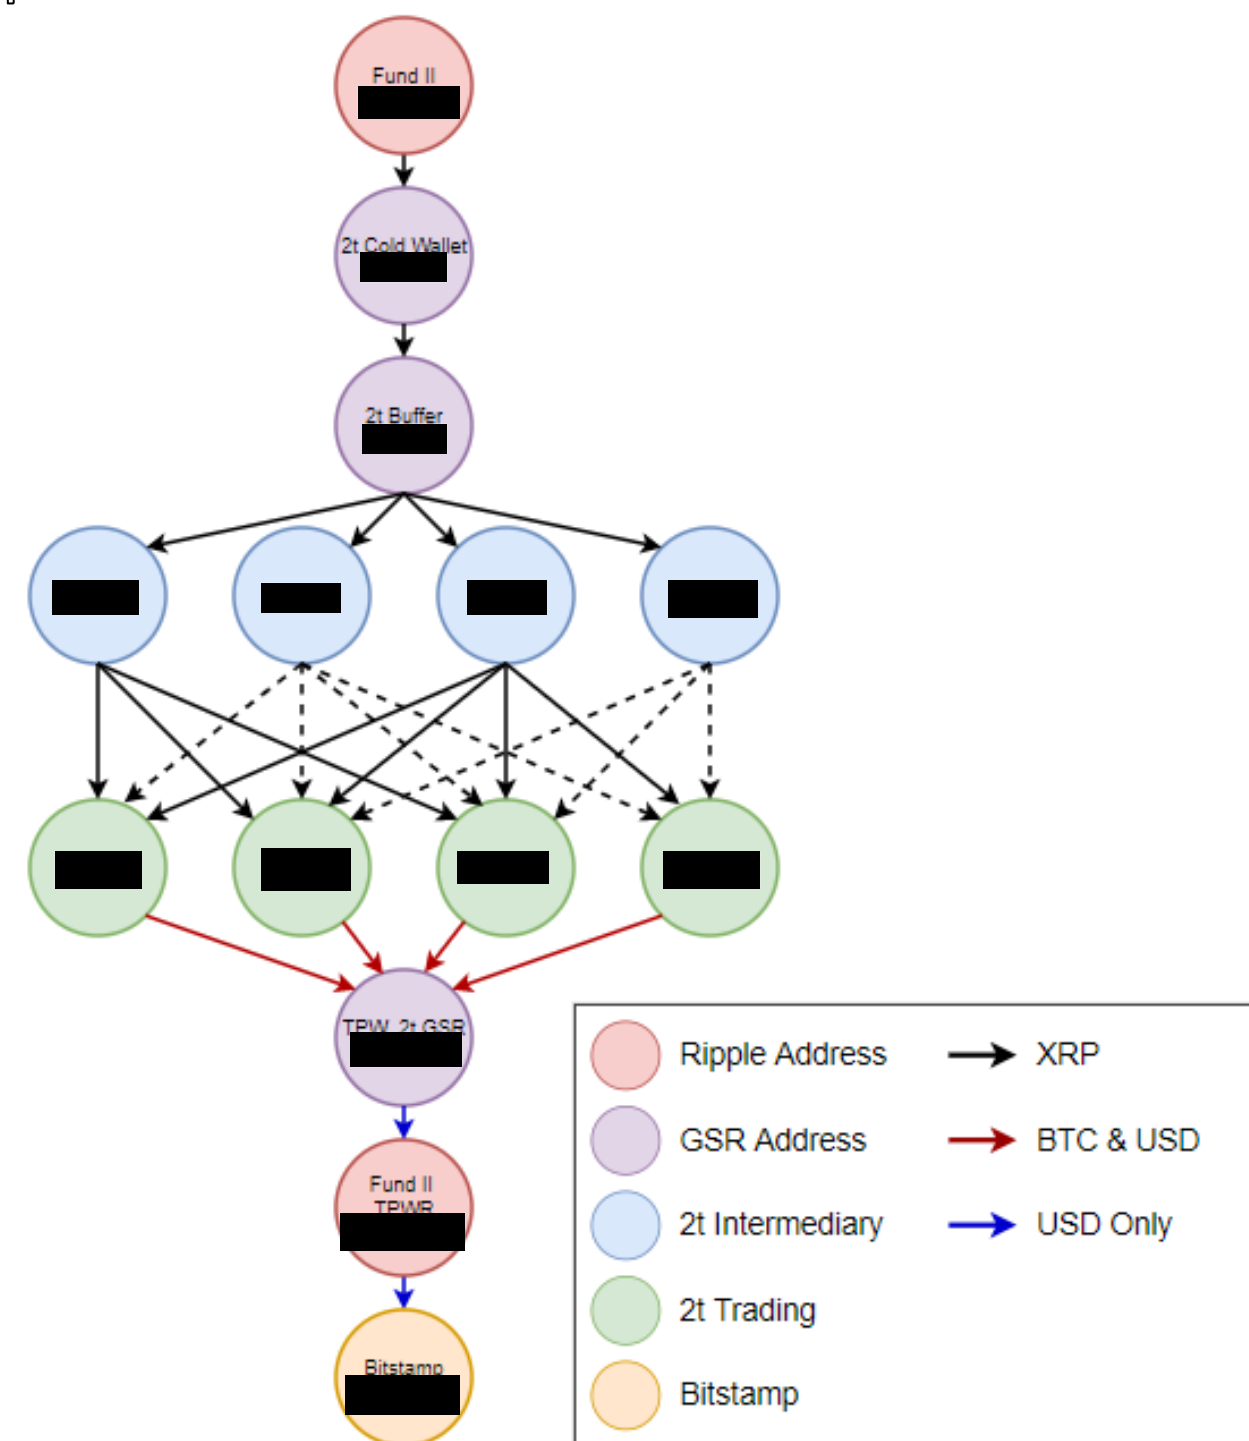 Fund II
2t Cold Wallet
2t Buffer
TPW, 2t GSR
Fund II
TPWR
Bitstamp
Ripple Address
XRP
GSR Address
BTC & USD
2t Intermediary
USD Only
2t Trading
Bitstamp